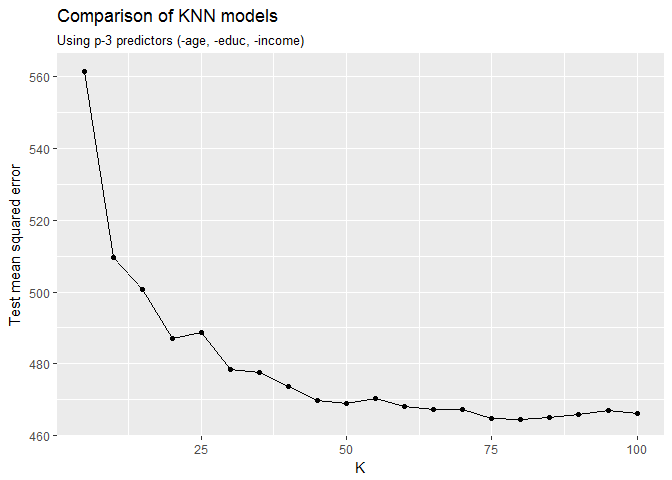 Comparison of KNN models
Using p-3 predictors (-age, -educ, -income)
Test mean squared error
560
540
520
500
480
460
25
50
75
100
K